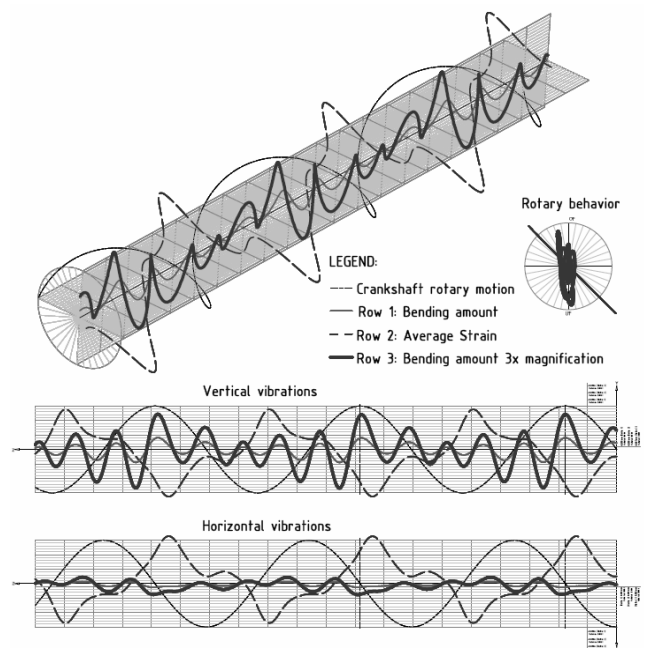 Rotary behavior
LEGEND:
Crankshaft rotary motion
Row 1: Bending amount
Row 2: Average Strain
Row 3: Bending amount 3x magnification
Vertical vibrations
Horizontal vibrations